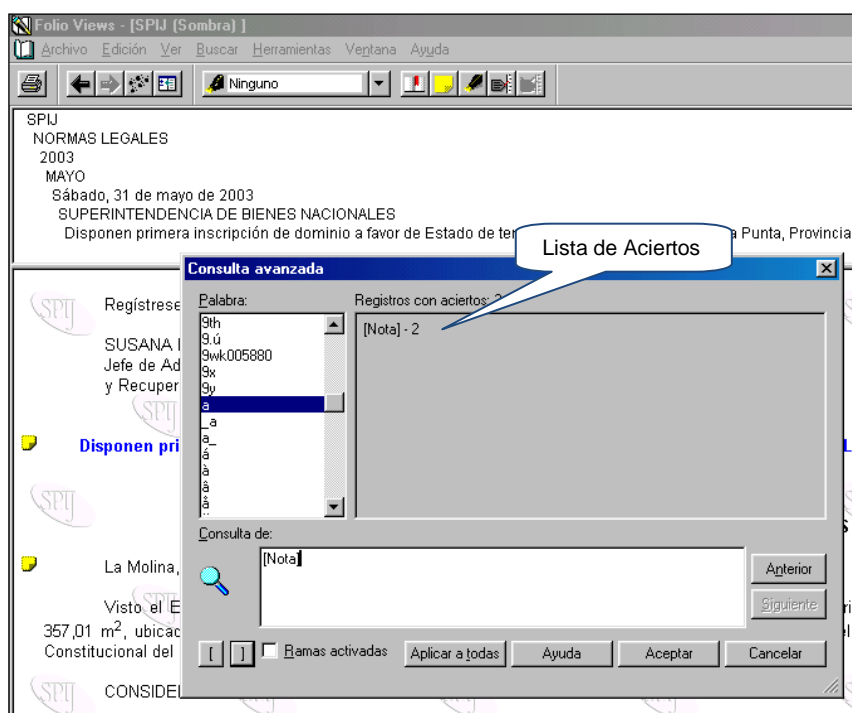 Folio Views - [SPIJ (Sombra) ]
Archivo Edición Ver Buscar Herramientas Ventana Ayuda
Ninguno
SPIJ
NORMAS LEGALES
2003
MAYO
Sábado, 31 de mayo de 2003
SUPERINTENDENCIA DE BIENES NACIONALES
Disponen primera inscripción de dominio a favor de Estado de Punta, Provincia
Lista de Aciertos
Consulta avanzada
Palabra: Registros con aciertos:
9th
9.ú
9wk005880
9x
9y
a
_a
a_
á
à
â
å
[Nota] - 2
Consulta de:
[Nota]
Anterior
Siguiente
[ ] Ramas activadas Aplicar a todas Ayuda Aceptar Cancelar
SPIJ Regístrese
SUSANA
Jefe de Ad
y Recuper
SPIJ
Disponen pri
SPIJ
La Molina,
Visto el E
357,01 m², ubicac
Constitucional del
SPIJ CONSIDE